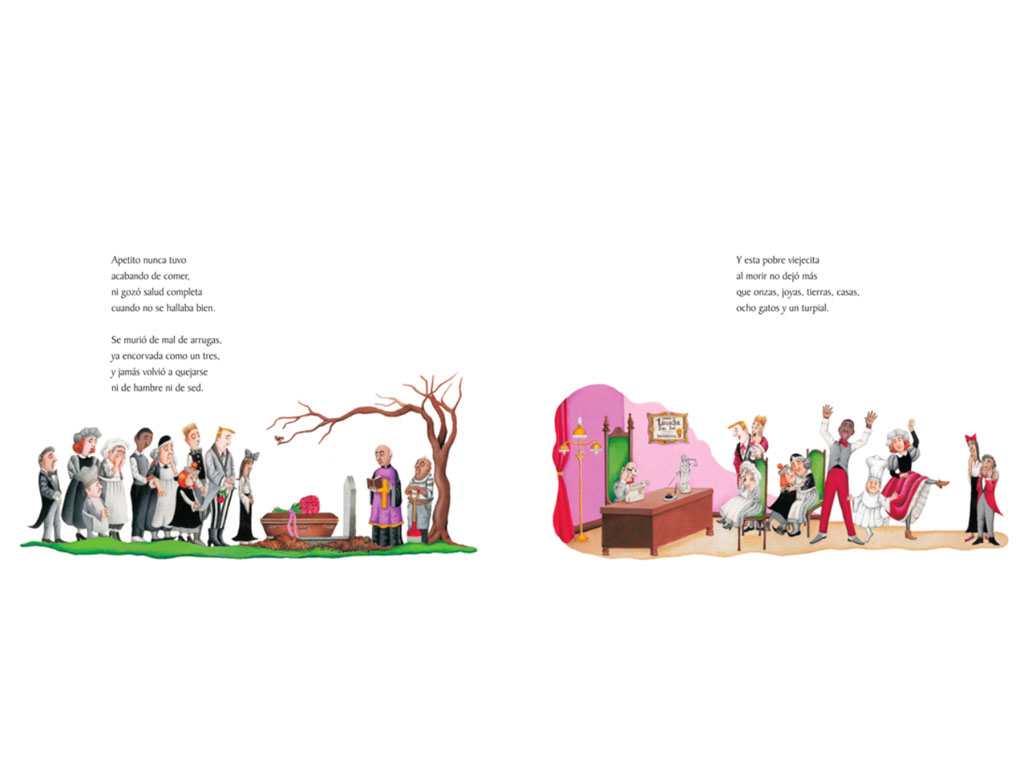 Apetito nunca tuvo
acabando de comer,
ni gozó salud completa
cuando no se hallaba bien.
Se murió de mal de arrugas,
ya encorvada como un tres,
y jamás volvió a quejarse
ni de hambre ni de sed.
Y esta pobre viejecita
al morir no dejó más
que onzas, joyas, tierras, casas,
ocho gatos y un turpial.